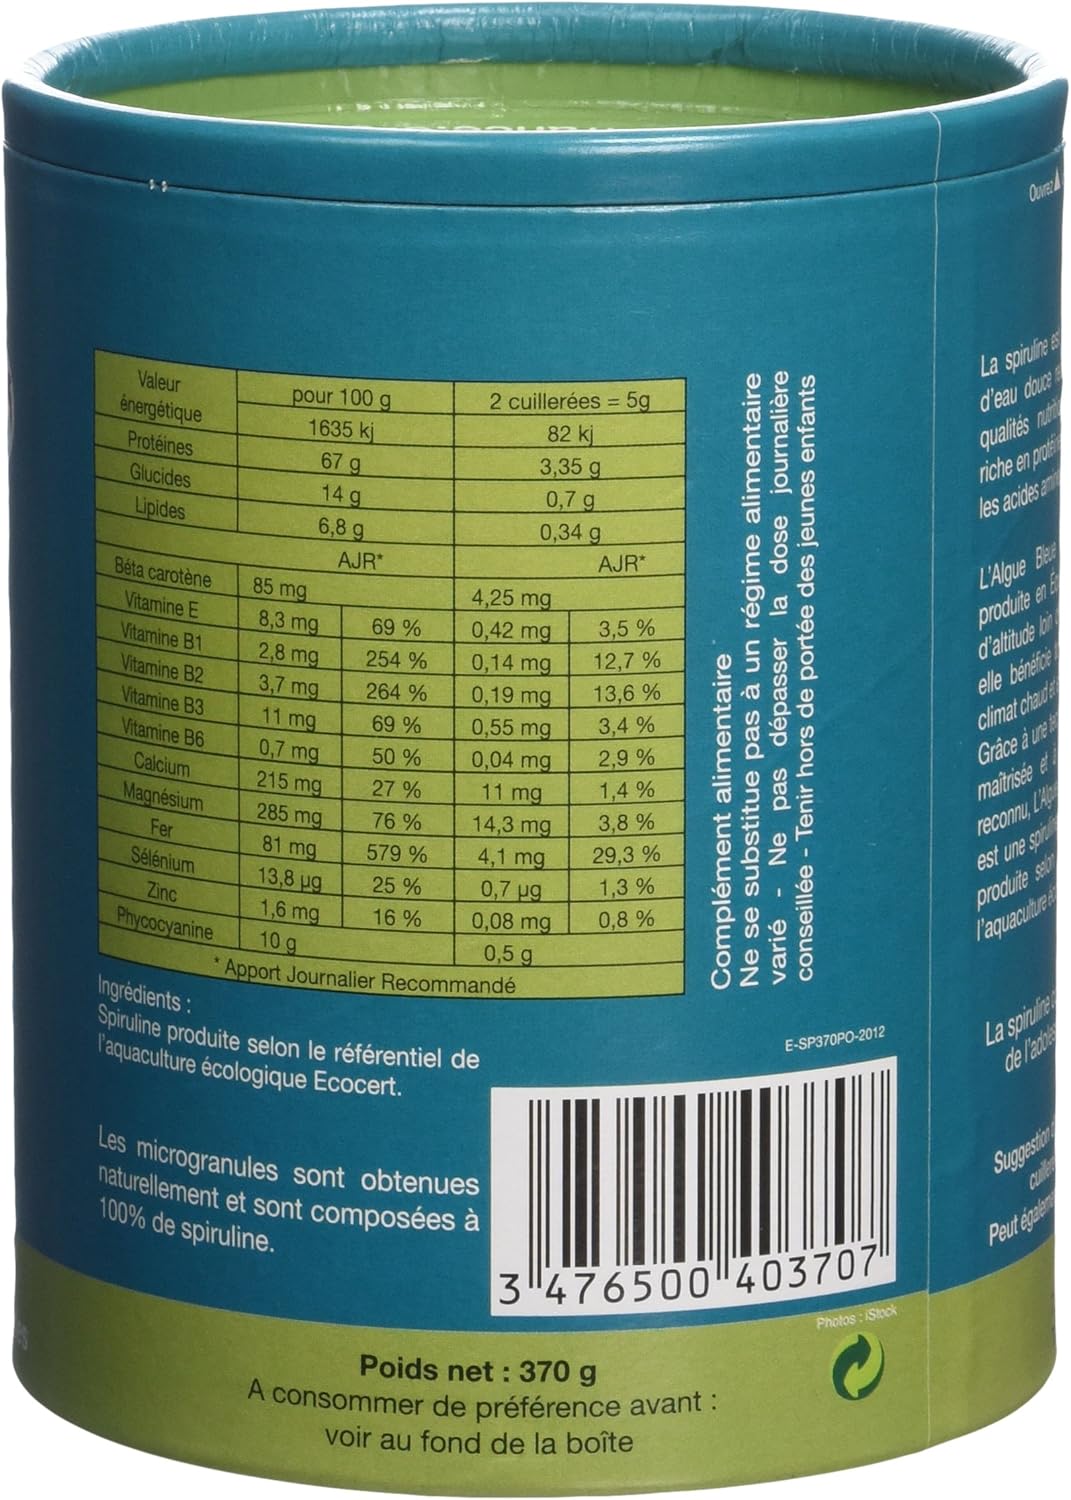 Ouvrez
Valeur énergétique pour 100 g 2 cuillerées = 5g
1635 kj 82 kj
Protéines 67 g 3,35 g
Glucides 14 g 0,7 g
Lipides 6,8 g 0,34 g
AJR* AJR*
Béta carotène 85 mg 4,25 mg
Vitamine E 8,3 mg 69 % 0,42 mg 3,5 %
Vitamine B1 2,8 mg 254 % 0,14 mg 12,7 %
Vitamine B2 3,7 mg 264 % 0,19 mg 13,6 %
Vitamine B3 11 mg 69 % 0,55 mg 3,4 %
Vitamine B6 0,7 mg 50 % 0,04 mg 2,9 %
Calcium 215 mg 27 % 11 mg 1,4 %
Magnésium 285 mg 76 % 14,3 mg 3,8 %
Fer 81 mg 579 % 4,1 mg 29,3 %
Sélénium 13,8 µg 25 % 0,7 µg 1,3 %
Zinc 1,6 mg 16 % 0,08 mg 0,8 %
Phycocyanine 10 g 0,5 g
* Apport Journalier Recommandé
Complément alimentaire
Ne se substitue pas à un régime alimentaire
varié - Ne pas dépasser la dose journalière
conseillée - Tenir hors de portée des jeunes enfants
Ingrédients :
Spiruline produite selon le référentiel de
l'aquaculture écologique Ecocert.
Les microgranules sont obtenues
naturellement et sont composées à
100% de spiruline.
E-SP370PO-2012
3 476500 403707
Photos : iStock
Poids net : 370 g
A consommer de préférence avant :
voir au fond de la boîte
La spiruline
d'eau douce
qualités
riche en
les acides
L'Algue Bleue
produite en
d'altitude loin
elle bénéficie
climat chaud et
Grâce à une
maîtrisée et
reconnu,
est une
produite selon
l'aquaculture
La spiruline
de
Suggestion
Peut